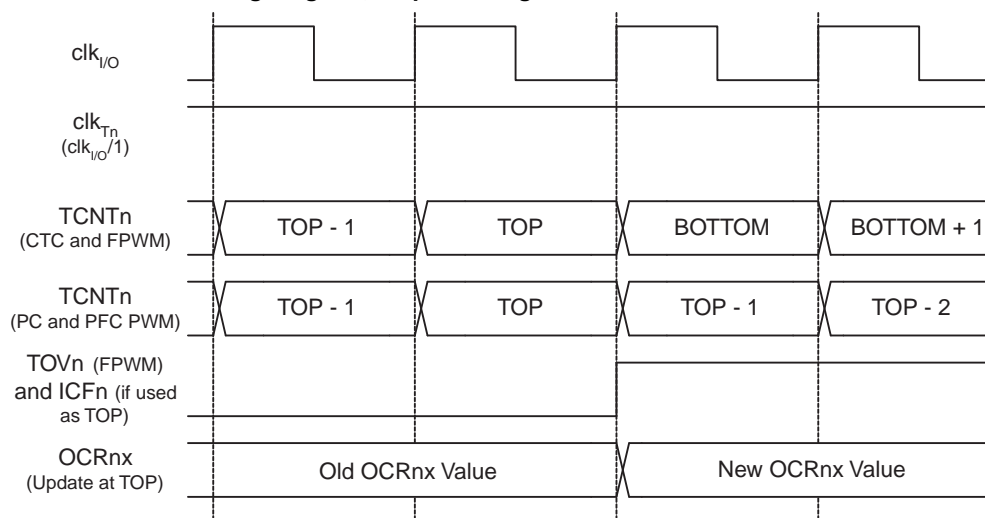 clkI/O
clkTn
(clkI/O/1)
TCNTn
(CTC and FPWM)
TOP - 1
TOP
BOTTOM
BOTTOM + 1
TCNTn
(PC and PFC PWM)
TOP - 1
TOP
TOP - 1
TOP - 2
TOVn (FPWM)
and ICFn (if used
as TOP)
OCRnx
(Update at TOP)
Old OCRnx Value
New OCRnx Value